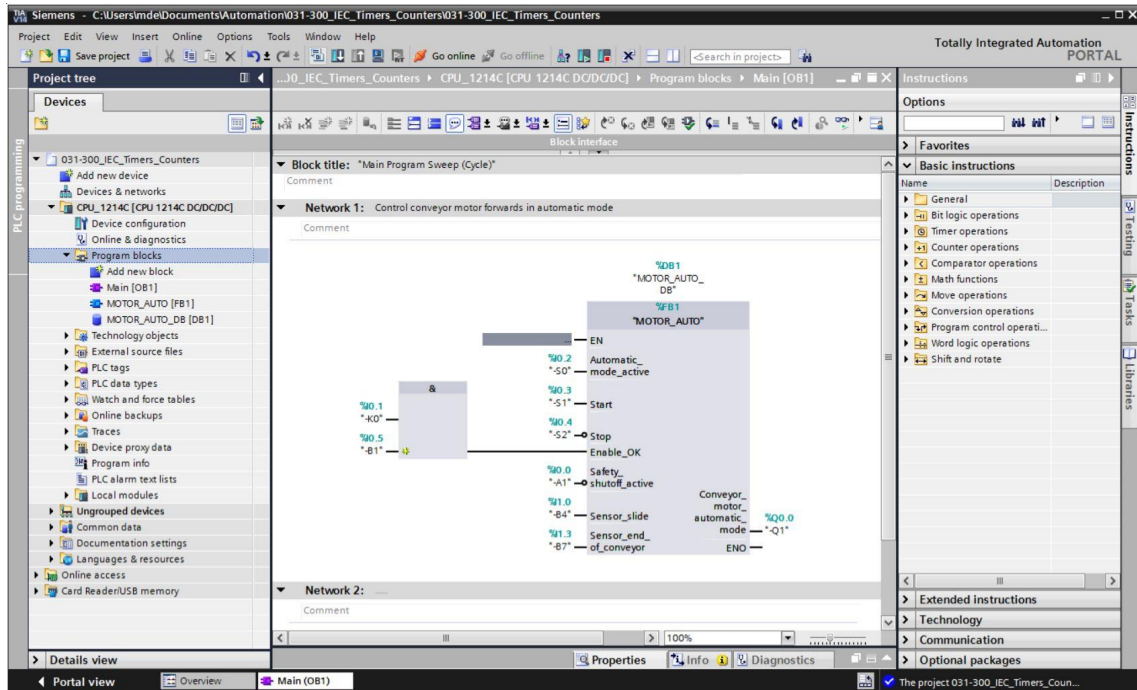 TIA V14 Siemens - C:\Users\mde\Documents\Automation\031-300_IEC_Timers_Counters\031-300_IEC_Timers_Counters
Project Edit View Insert Online Options Tools Window Help
Totally Integrated Automation
PORTAL
Save project Go online Go offline <Search in project>
Project tree
...00_IEC_Timers_Counters CPU_1214C [CPU 1214C DC/DC/DC] Program blocks Main [OB1]
Instructions
Devices
Options
PLC programming
Block interface
031-300_IEC_Timers_Counters
Add new device
Devices & networks
CPU_1214C [CPU 1214C DC/DC/DC]
Device configuration
Online & diagnostics
Program blocks
Add new block
Main [OB1]
MOTOR_AUTO [FB1]
MOTOR_AUTO_DB [DB1]
Technology objects
External source files
PLC tags
PLC data types
Watch and force tables
Online backups
Traces
Device proxy data
Program info
PLC alarm text lists
Local modules
Ungrouped devices
Common data
Documentation settings
Languages & resources
Online access
Card Reader/USB memory
Details view
Block title: "Main Program Sweep (Cycle)"
Comment
Network 1: Control conveyor motor forwards in automatic mode
Comment
%DB1
"MOTOR_AUTO_
DB"
%FB1
"MOTOR_AUTO"
... EN
%I0.2
"-S0"
Automatic_
mode_active
%I0.3
"-S1" Start
%I0.4
"-S2" Stop
&
%I0.1
"-K0"
%I0.5
"-B1"
Enable_OK
%I0.0
"-A1"
Safety_
shutoff_active
%I1.0
"-B4" Sensor_slide
%I1.3
"-B7"
Sensor_end_
of_conveyor
Conveyor_
motor_
automatic_
mode
%Q0.0
"-Q1"
ENO
Network 2: .....
Comment
100%
Properties Info Diagnostics
Favorites
Basic instructions
Name Description
General
Bit logic operations
Timer operations
Counter operations
Comparator operations
Math functions
Move operations
Conversion operations
Program control operati...
Word logic operations
Shift and rotate
Extended instructions
Technology
Communication
Optional packages
Instructions
Testing
Tasks
Libraries
Portal view Overview Main (OB1)
The project 031-300_IEC_Timers_Coun...